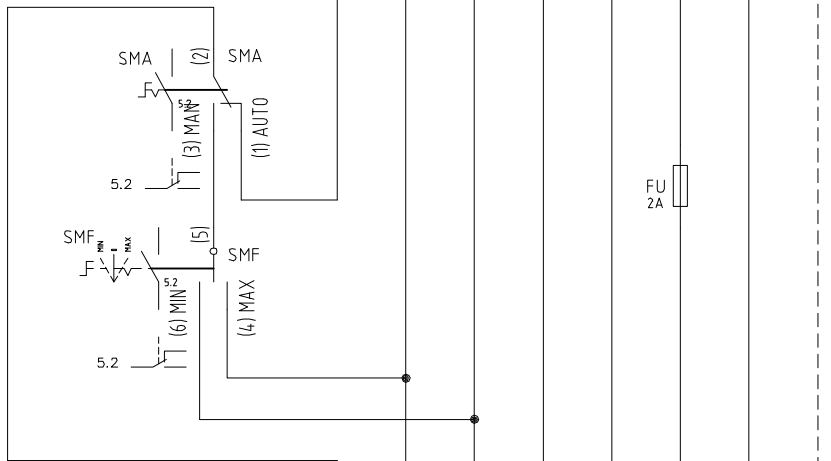 SMA
(2)
SMA
5.2
(3) MAN
(1) AUTO
5.2
FU
2A
SMF
MIN
MAX
(5)
SMF
5.2
(6) MIN
(4) MAX
5.2